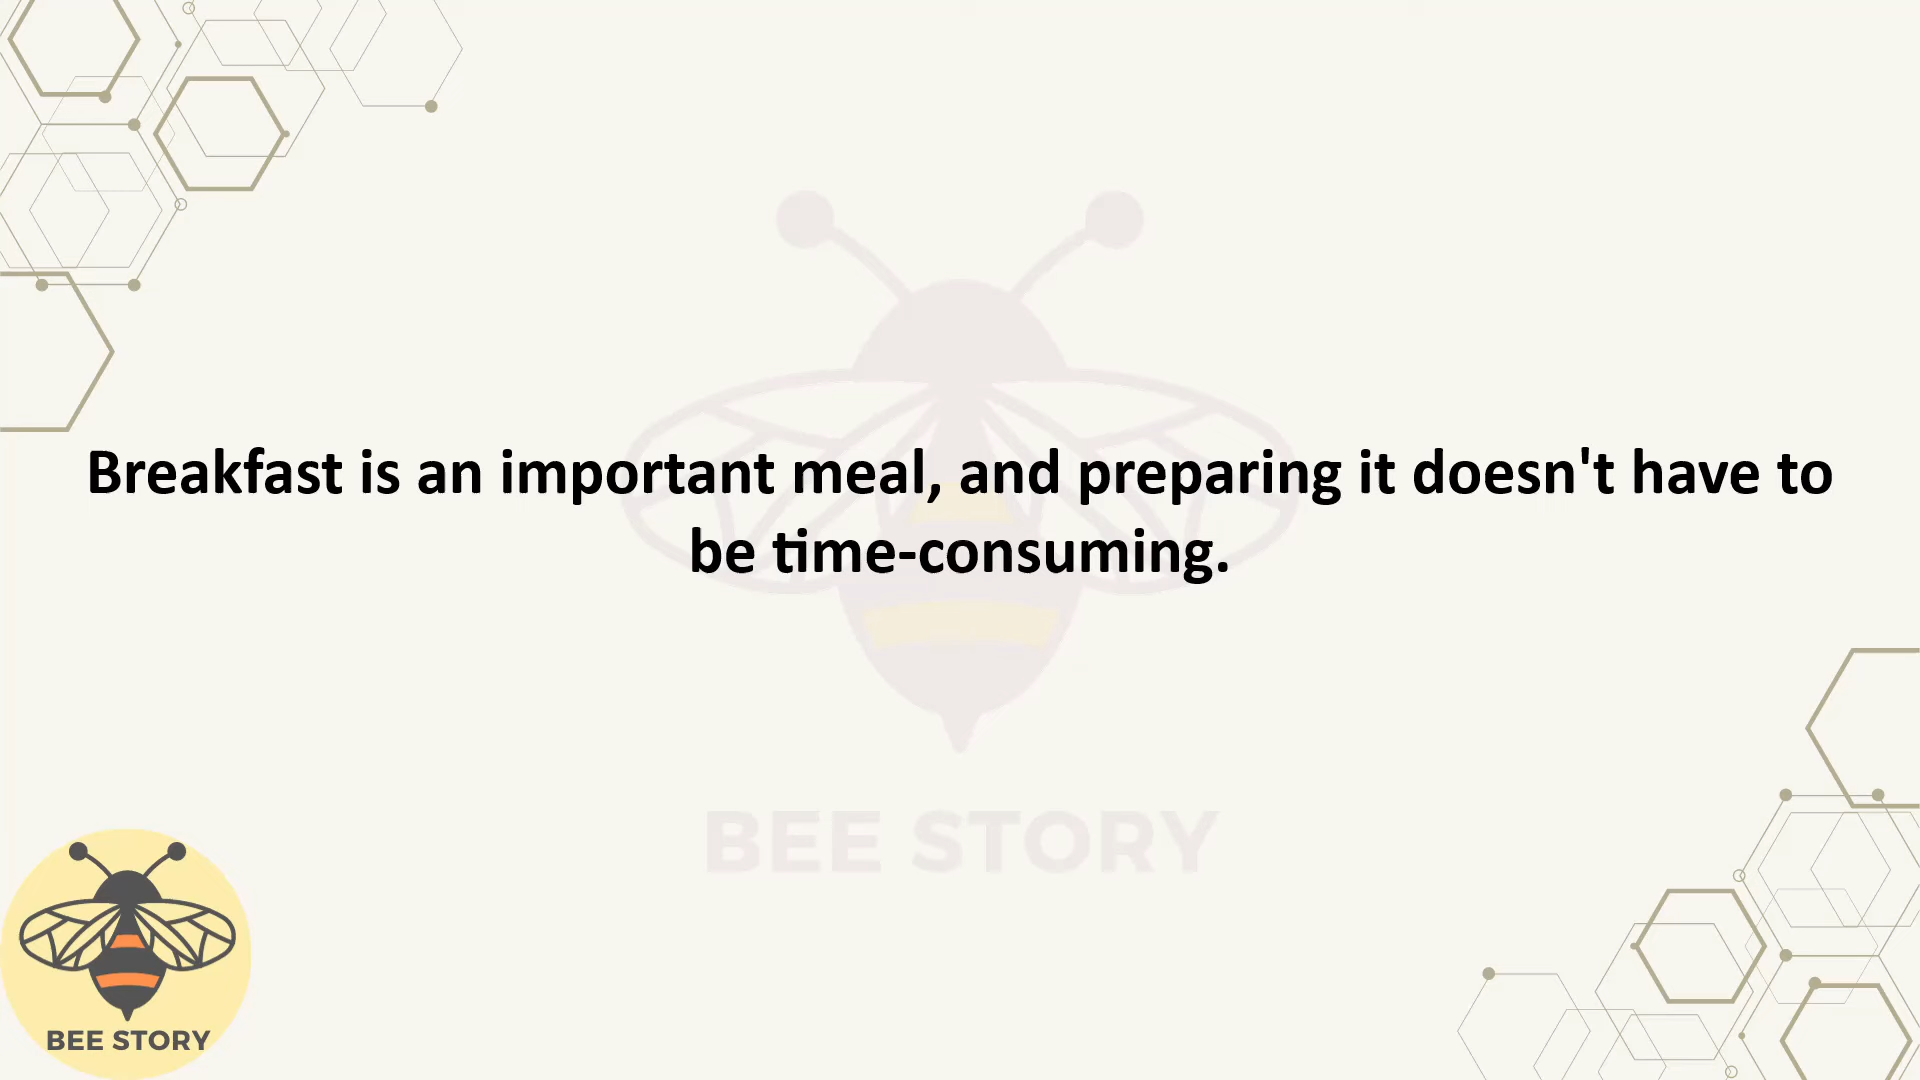 Breakfast is an important meal, and preparing it doesn't have to
be time-consuming.
BEE STORY
BEE STORY